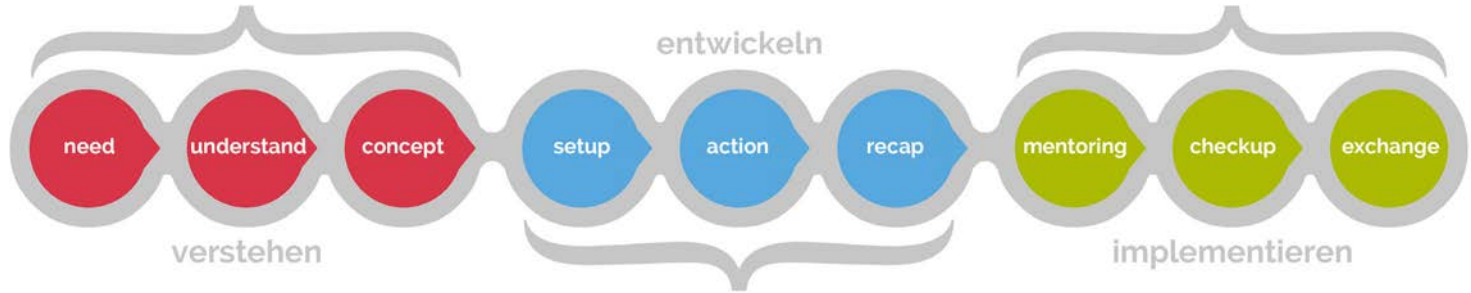 entwickeln
need understand concept setup action recap mentoring checkup exchange
verstehen implementieren